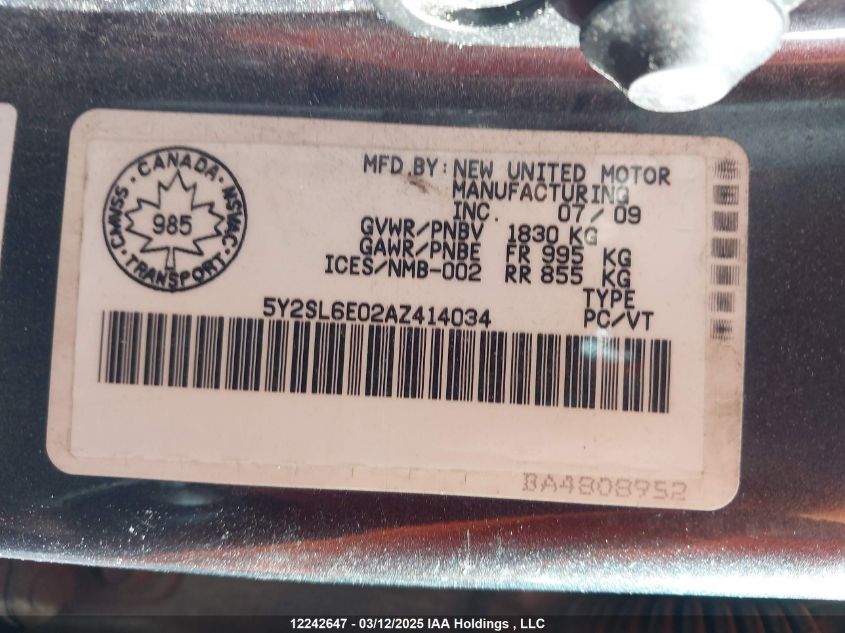 CANADA
CMVSS · NSVAC
985
TRANSPORT
MFD.BY: NEW UNITED MOTOR
MANUFACTURING
INC. 07/09
GVWR/PNBV 1830 KG
GAWR/PNBE FR 995 KG
ICES/NMB-002 RR 855 KG
TYPE
5Y2SL6E02AZ414034 PC/VT
BA4808952
12242647 - 03/12/2025 IAA Holdings , LLC